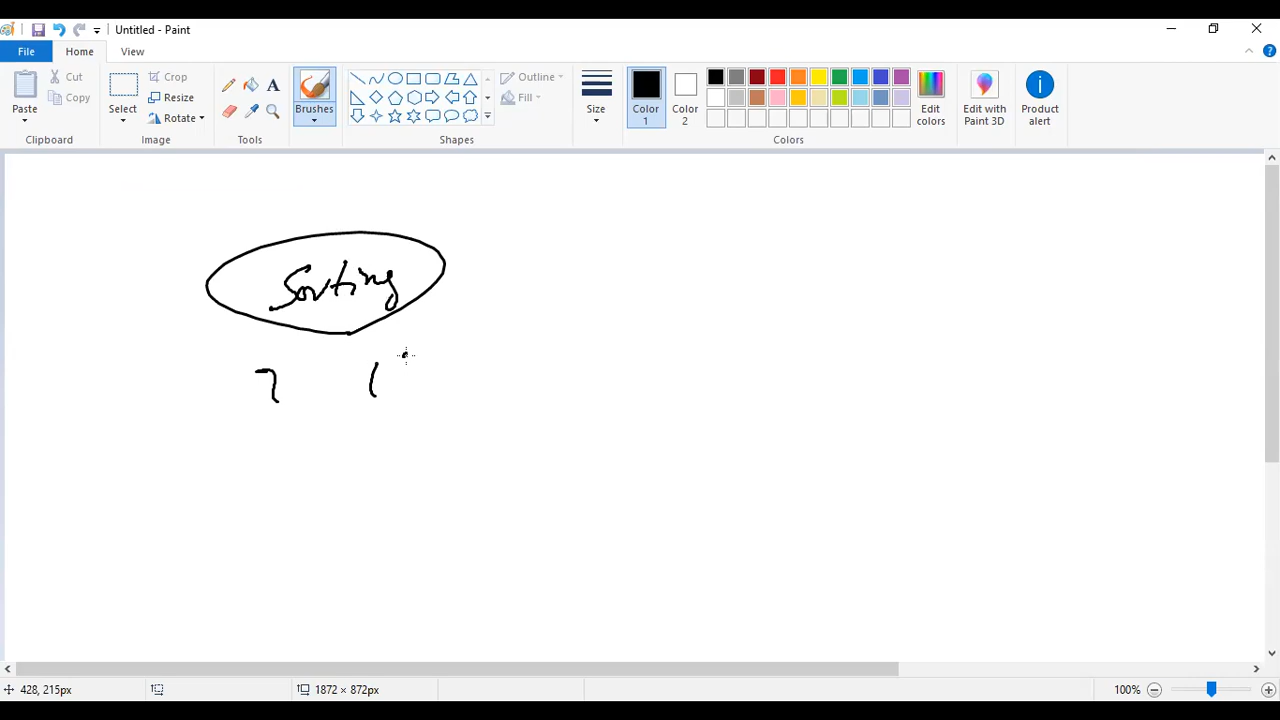 Untitled - Paint
File Home View
Cut
Copy
Paste
Clipboard
Select
Crop
Resize
Rotate
Image
Tools
Brushes
Outline
Fill
Shapes
Size
Color 1
Color 2
Edit colors
Colors
Edit with Paint 3D
Product alert
Sorting
7 1
428, 215px
1872 × 872px
100%